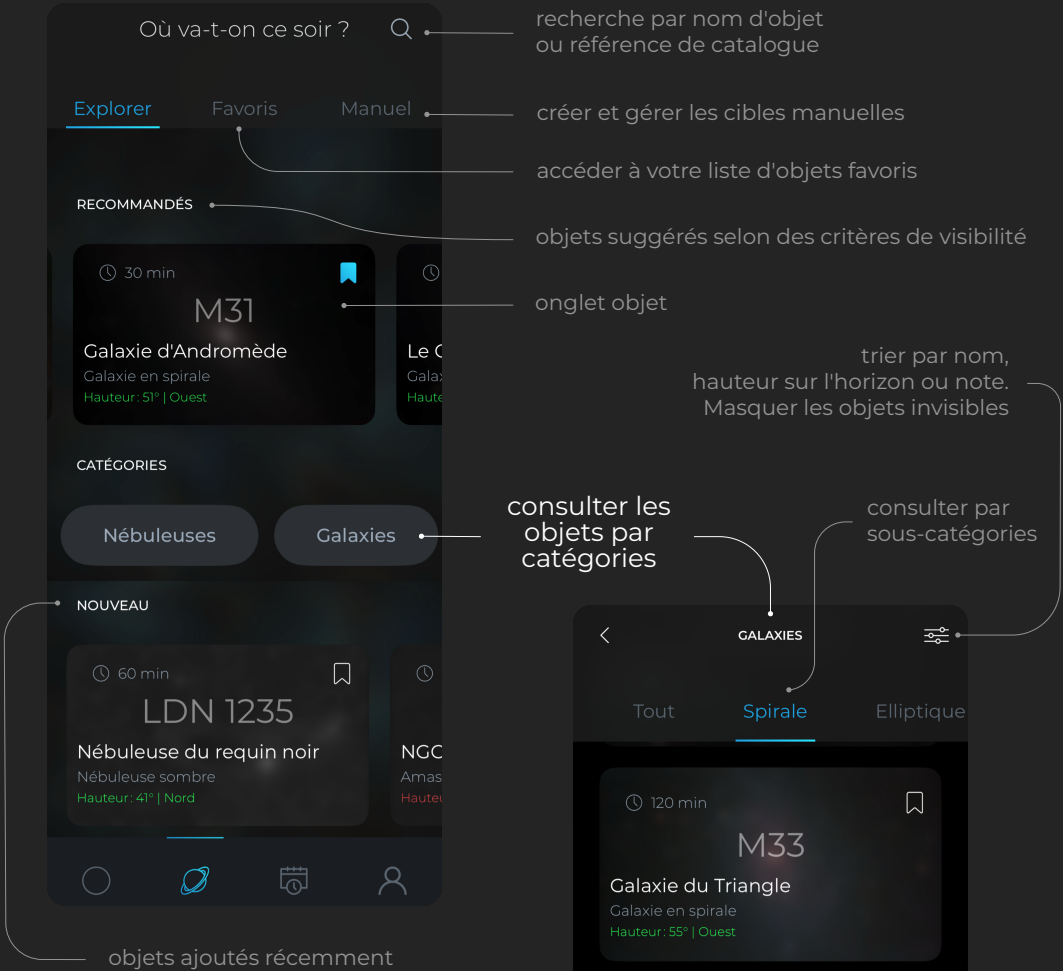 Où va-t-on ce soir ?
recherche par nom d'objet
ou référence de catalogue
Explorer
Favoris
Manuel
créer et gérer les cibles manuelles
accéder à votre liste d'objets favoris
RECOMMANDÉS
objets suggérés selon des critères de visibilité
30 min
M31
Galaxie d'Andromède
Galaxie en spirale
Hauteur : 51° | Ouest
onglet objet
trier par nom,
hauteur sur l'horizon ou note.
Masquer les objets invisibles
CATÉGORIES
Nébuleuses
Galaxies
consulter les
objets par
catégories
consulter par
sous-catégories
NOUVEAU
60 min
LDN 1235
Nébuleuse du requin noir
Nébuleuse sombre
Hauteur : 41° | Nord
NGC
Amas
objets ajoutés récemment
GALAXIES
Tout
Spirale
Elliptique
120 min
M33
Galaxie du Triangle
Galaxie en spirale
Hauteur : 55° | Ouest